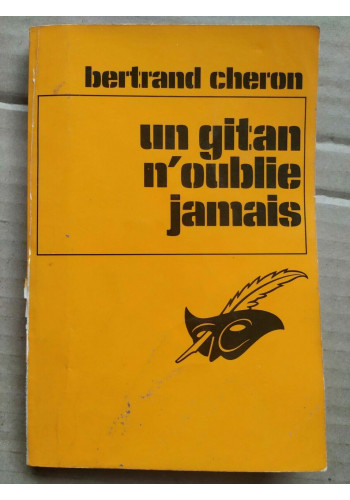 bertrand cheron
un gitan
n'oublie
jamais